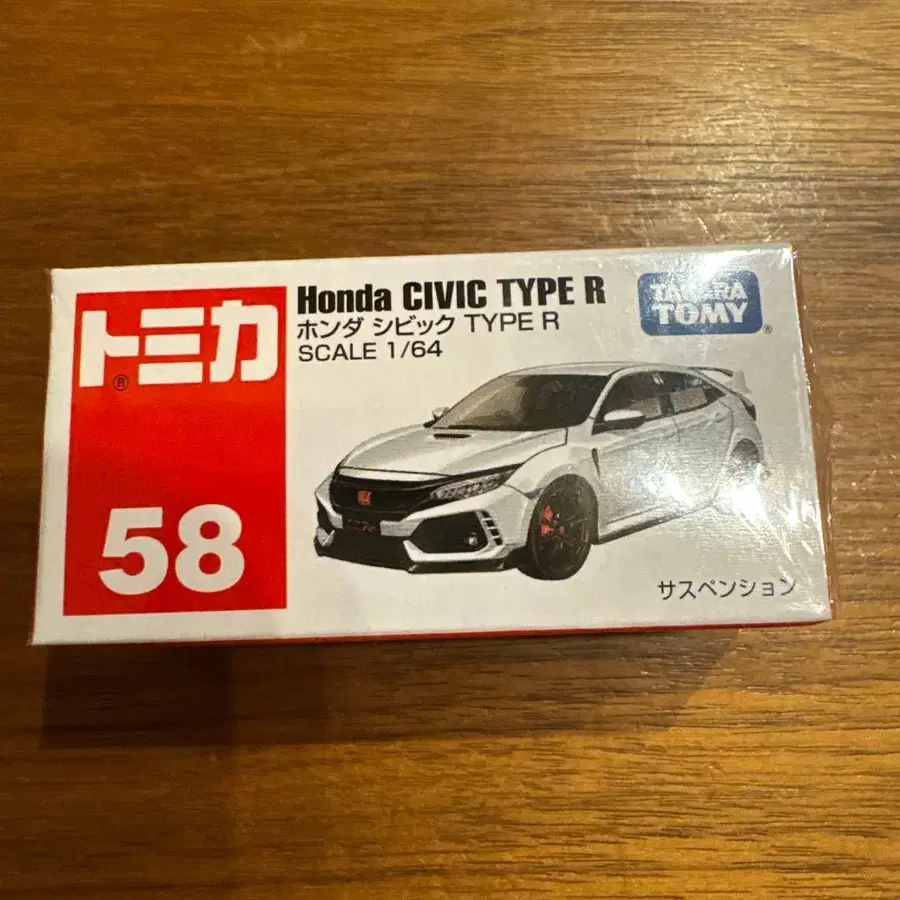 トミカ
®
58
Honda CIVIC TYPE R
ホンダ シビック TYPE R
SCALE 1/64
TAKARA
TOMY
®
サスペンション